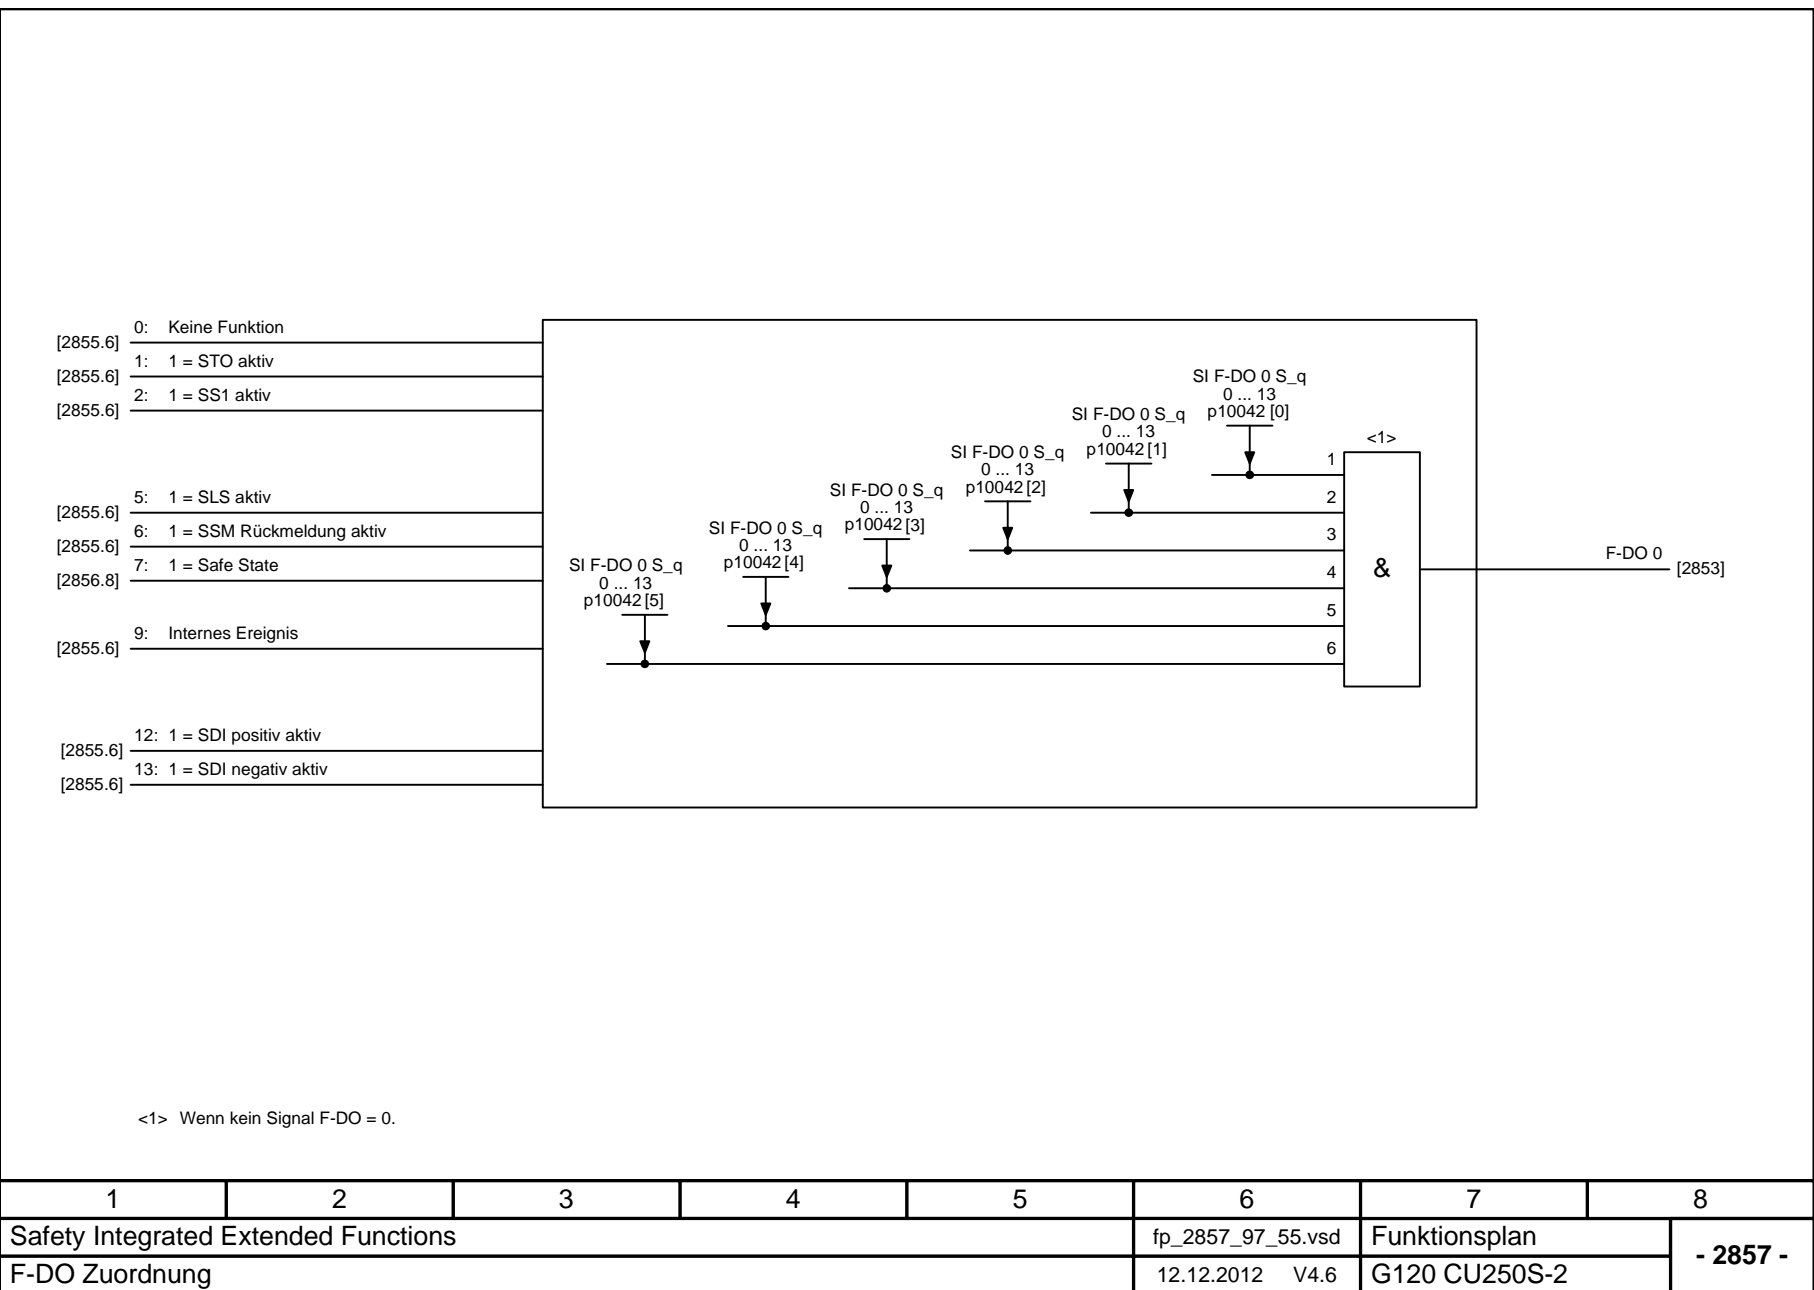 0: Keine Funktion
[2855.6]
1: 1 = STO aktiv
[2855.6]
2: 1 = SS1 aktiv
[2855.6]
5: 1 = SLS aktiv
[2855.6]
6: 1 = SSM Rückmeldung aktiv
[2855.6]
7: 1 = Safe State
[2856.8]
9: Internes Ereignis
[2855.6]
12: 1 = SDI positiv aktiv
[2855.6]
13: 1 = SDI negativ aktiv
[2855.6]
SI F-DO 0 S_q
0 ... 13
p10042 [5]
SI F-DO 0 S_q
0 ... 13
p10042 [4]
SI F-DO 0 S_q
0 ... 13
p10042 [3]
SI F-DO 0 S_q
0 ... 13
p10042 [2]
SI F-DO 0 S_q
0 ... 13
p10042 [1]
SI F-DO 0 S_q
0 ... 13
p10042 [0]
<1>
1
2
3
4
5
6
&
F-DO 0
[2853]
<1> Wenn kein Signal F-DO = 0.
1 2 3 4 5 6 7 8
Safety Integrated Extended Functions fp_2857_97_55.vsd Funktionsplan
- 2857 -
F-DO Zuordnung 12.12.2012 V4.6 G120 CU250S-2